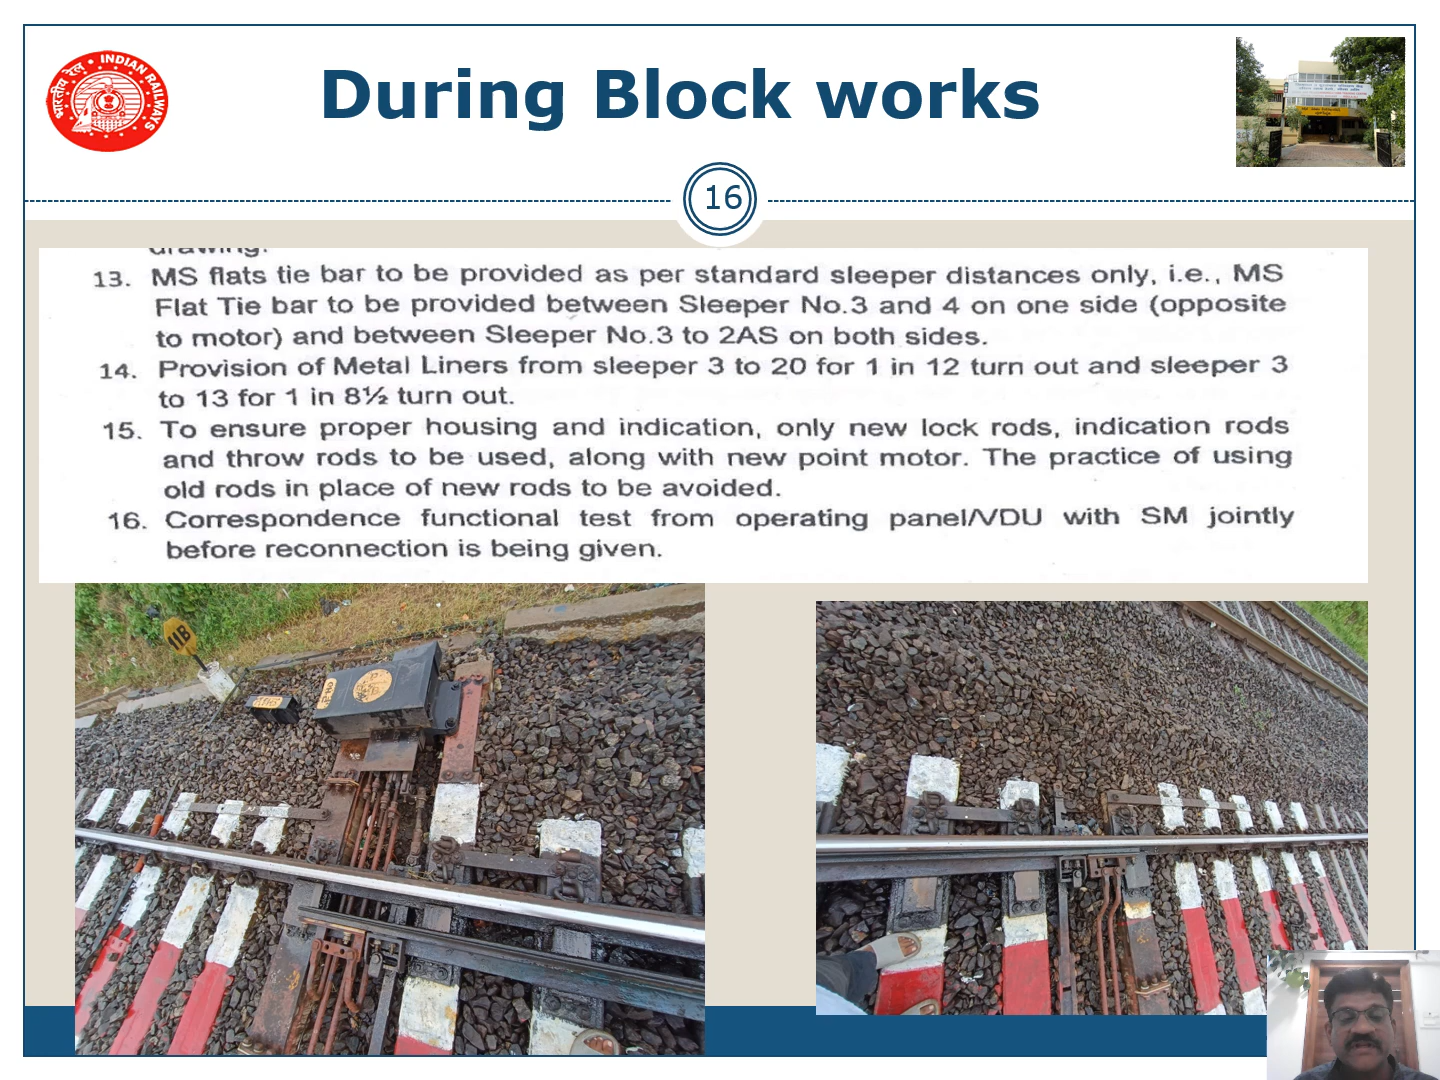 भारतीय रेल • INDIAN RAILWAYS
During Block works
16
drawing.
13. MS flats tie bar to be provided as per standard sleeper distances only, i.e., MS
Flat Tie bar to be provided between Sleeper No.3 and 4 on one side (opposite
to motor) and between Sleeper No.3 to 2AS on both sides.
14. Provision of Metal Liners from sleeper 3 to 20 for 1 in 12 turn out and sleeper 3
to 13 for 1 in 8½ turn out.
15. To ensure proper housing and indication, only new lock rods, indication rods
and throw rods to be used, along with new point motor. The practice of using
old rods in place of new rods to be avoided.
16. Correspondence functional test from operating panel/VDU with SM jointly
before reconnection is being given.
11B